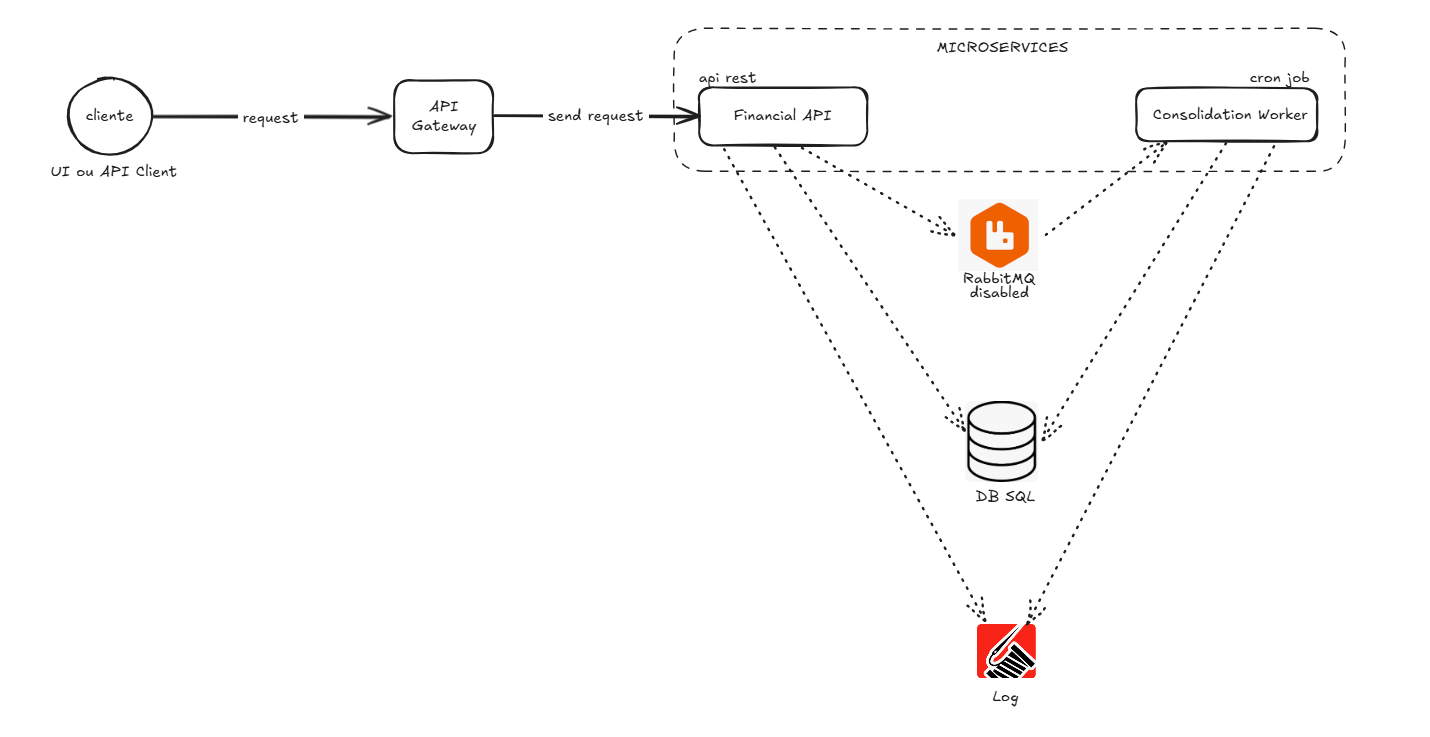 MICROSERVICES
api rest
cron job
cliente
request
API
Gateway
send request
Financial API
Consolidation Worker
UI ou API Client
RabbitMQ
disabled
DB SQL
Log